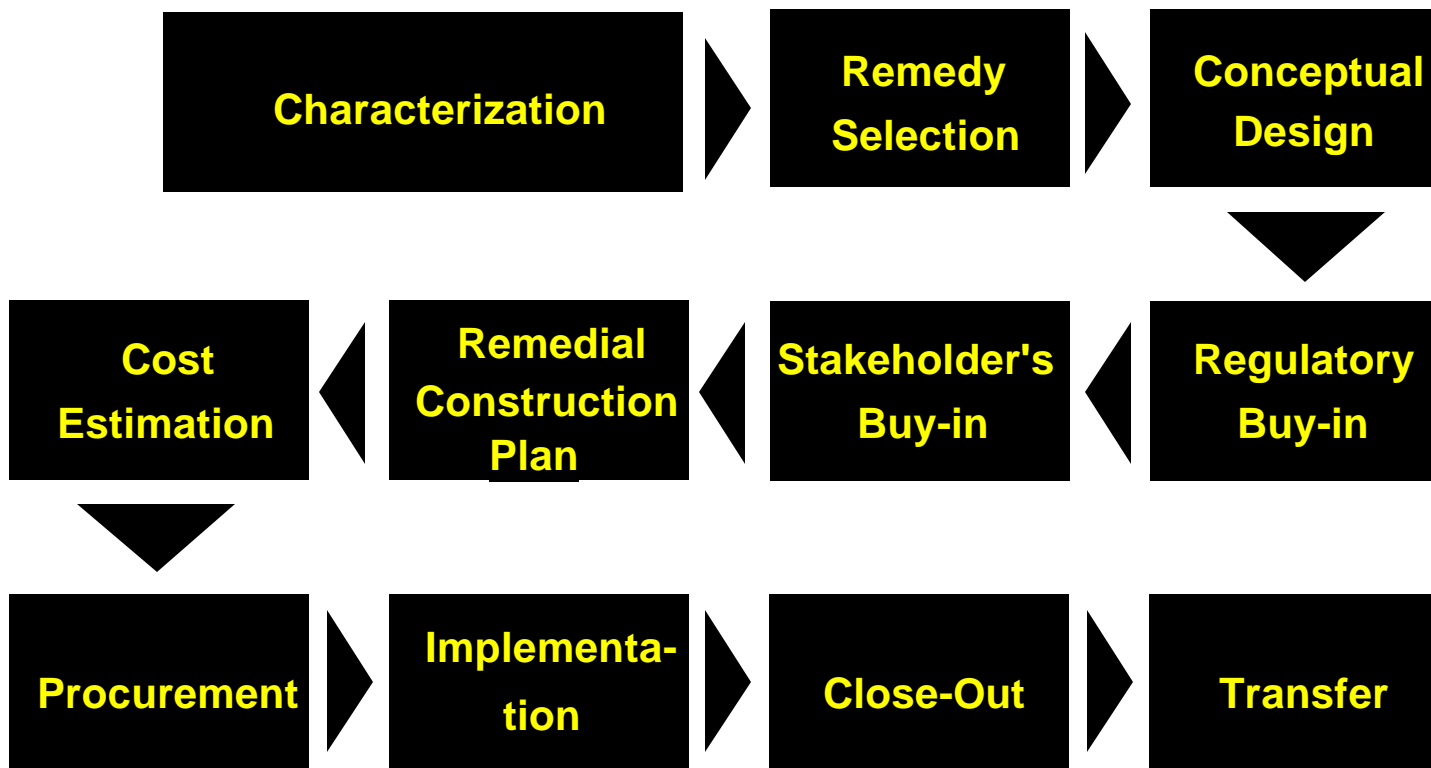 Characterization
Remedy
Selection
Conceptual
Design
Cost
Estimation
Remedial
Construction
Plan
Stakeholder's
Buy-in
Regulatory
Buy-in
Procurement
Implementa-
tion
Close-Out
Transfer